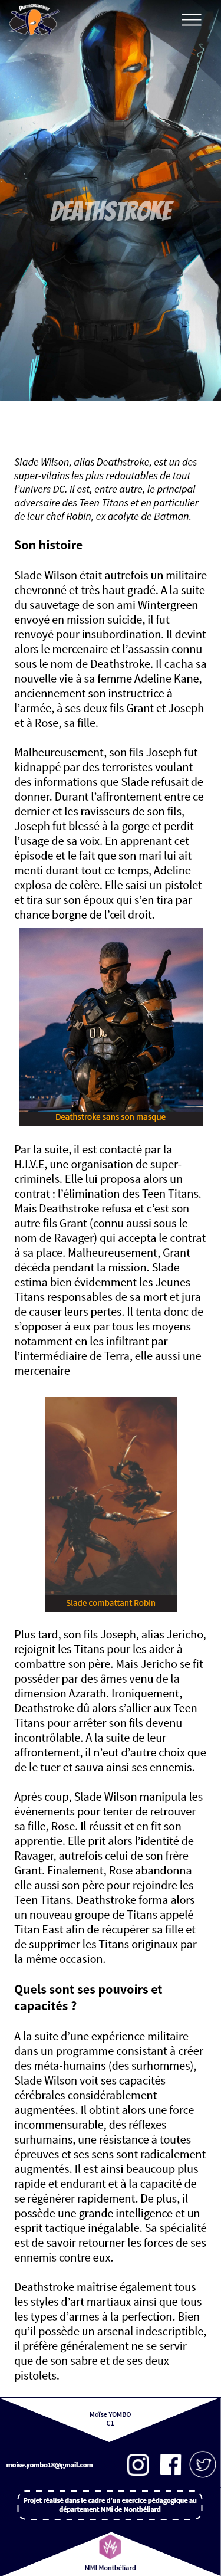 Deathstroke
DEATHSTROKE
Slade Wilson, alias Deathstroke, est un des
super-vilains les plus redoutables de tout
l'univers DC. Il est, entre autre, le principal
adversaire des Teen Titans et en particulier
de leur chef Robin, ex acolyte de Batman.
Son histoire
Slade Wilson était autrefois un militaire
chevronné et très haut gradé. A la suite
du sauvetage de son ami Wintergreen
envoyé en mission suicide, il fut
renvoyé pour insubordination. Il devint
alors le mercenaire et l'assassin connu
sous le nom de Deathstroke. Il cacha sa
nouvelle vie à sa femme Adeline Kane,
anciennement son instructrice à
l'armée, à ses deux fils Grant et Joseph
et à Rose, sa fille.
Malheureusement, son fils Joseph fut
kidnappé par des terroristes voulant
des informations que Slade refusait de
donner. Durant l'affrontement entre ce
dernier et les ravisseurs de son fils,
Joseph fut blessé à la gorge et perdit
l'usage de sa voix. En apprenant cet
épisode et le fait que son mari lui ait
menti durant tout ce temps, Adeline
explosa de colère. Elle saisi un pistolet
et tira sur son époux qui s'en tira par
chance borgne de l'œil droit.
Deathstroke sans son masque
Par la suite, il est contacté par la
H.I.V.E, une organisation de super-
criminels. Elle lui proposa alors un
contrat : l'élimination des Teen Titans.
Mais Deathstroke refusa et c'est son
autre fils Grant (connu aussi sous le
nom de Ravager) qui accepta le contrat
à sa place. Malheureusement, Grant
décéda pendant la mission. Slade
estima bien évidemment les Jeunes
Titans responsables de sa mort et jura
de causer leurs pertes. Il tenta donc de
s'opposer à eux par tous les moyens
notamment en les infiltrant par
l'intermédiaire de Terra, elle aussi une
mercenaire
Slade combattant Robin
Plus tard, son fils Joseph, alias Jericho,
rejoignit les Titans pour les aider à
combattre son père. Mais Jericho se fit
posséder par des âmes venu de la
dimension Azarath. Ironiquement,
Deathstroke dû alors s'allier aux Teen
Titans pour arrêter son fils devenu
incontrôlable. A la suite de leur
affrontement, il n'eut d'autre choix que
de le tuer et sauva ainsi ses ennemis.
Après coup, Slade Wilson manipula les
événements pour tenter de retrouver
sa fille, Rose. Il réussit et en fit son
apprentie. Elle prit alors l'identité de
Ravager, autrefois celui de son frère
Grant. Finalement, Rose abandonna
elle aussi son père pour rejoindre les
Teen Titans. Deathstroke forma alors
un nouveau groupe de Titans appelé
Titan East afin de récupérer sa fille et
de supprimer les Titans originaux par
la même occasion.
Quels sont ses pouvoirs et
capacités ?
A la suite d'une expérience militaire
dans un programme consistant à créer
des méta-humains (des surhommes),
Slade Wilson voit ses capacités
cérébrales considérablement
augmentées. Il obtint alors une force
incommensurable, des réflexes
surhumains, une résistance à toutes
épreuves et ses sens sont radicalement
augmentés. Il est ainsi beaucoup plus
rapide et endurant et à la capacité de
se régénérer rapidement. De plus, il
possède une grande intelligence et un
esprit tactique inégalable. Sa spécialité
est de savoir retourner les forces de ses
ennemis contre eux.
Deathstroke maîtrise également tous
les styles d'art martiaux ainsi que tous
les types d'armes à la perfection. Bien
qu'il possède un arsenal indescriptible,
il préfère généralement ne se servir
que de son sabre et de ses deux
pistolets.
Moïse YOMBO
C1
moise.yombo18@gmail.com
Projet réalisé dans le cadre d'un exercice pédagogique au
département MMi de Montbéliard
MMI Montbéliard